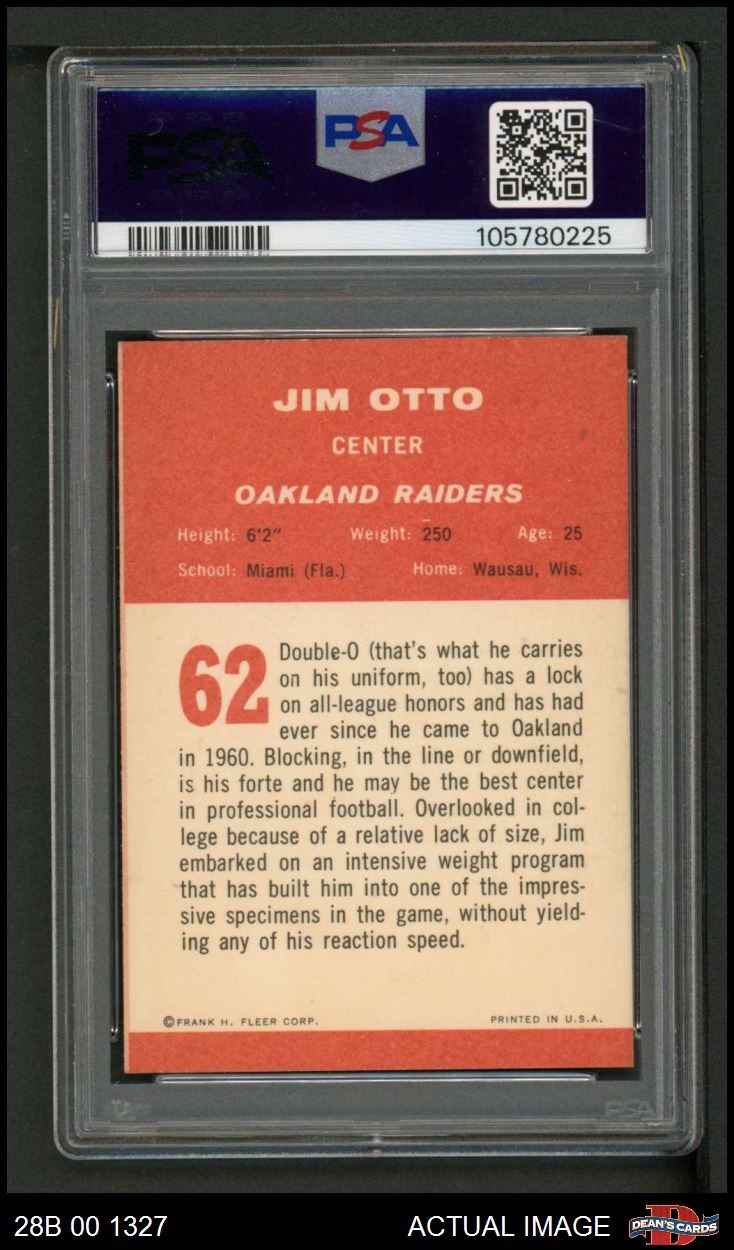 PSA
PSA
105780225
JIM OTTO
CENTER
OAKLAND RAIDERS
Height: 6'2" Weight: 250 Age: 25
School: Miami (Fla.) Home: Wausau, Wis.
62
Double-O (that's what he carries
on his uniform, too) has a lock
on all-league honors and has had
ever since he came to Oakland
in 1960. Blocking, in the line or downfield,
is his forte and he may be the best center
in professional football. Overlooked in col-
lege because of a relative lack of size, Jim
embarked on an intensive weight program
that has built him into one of the impres-
sive specimens in the game, without yield-
ing any of his reaction speed.
©FRANK H. FLEER CORP. PRINTED IN U.S.A.
PSA
28B 00 1327 ACTUAL IMAGE DEAN'S CARDS